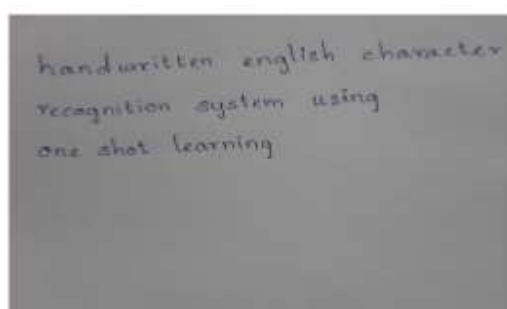 handwritten english character
recognition system using
one shot learning